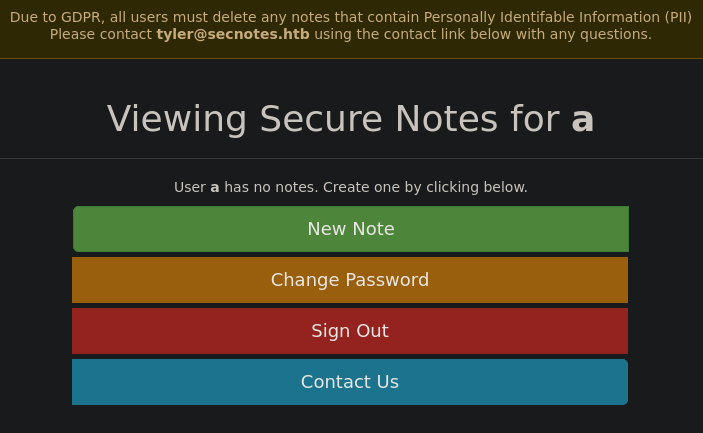 Due to GDPR, all users must delete any notes that contain Personally Identifable Information (PII)
Please contact tyler@secnotes.htb using the contact link below with any questions.
Viewing Secure Notes for a
User a has no notes. Create one by clicking below.
New Note
Change Password
Sign Out
Contact Us